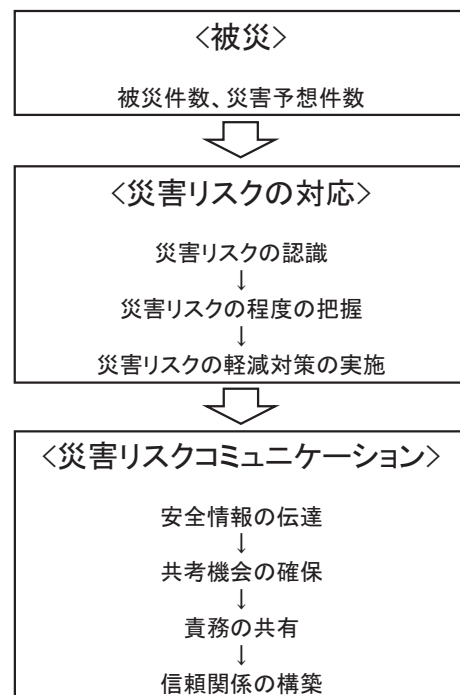 <被災>
被災件数、災害予想件数
<災害リスクの対応>
災害リスクの認識
↓
災害リスクの程度の把握
↓
災害リスクの軽減対策の実施
<災害リスクコミュニケーション>
安全情報の伝達
↓
共考機会の確保
↓
責務の共有
↓
信頼関係の構築